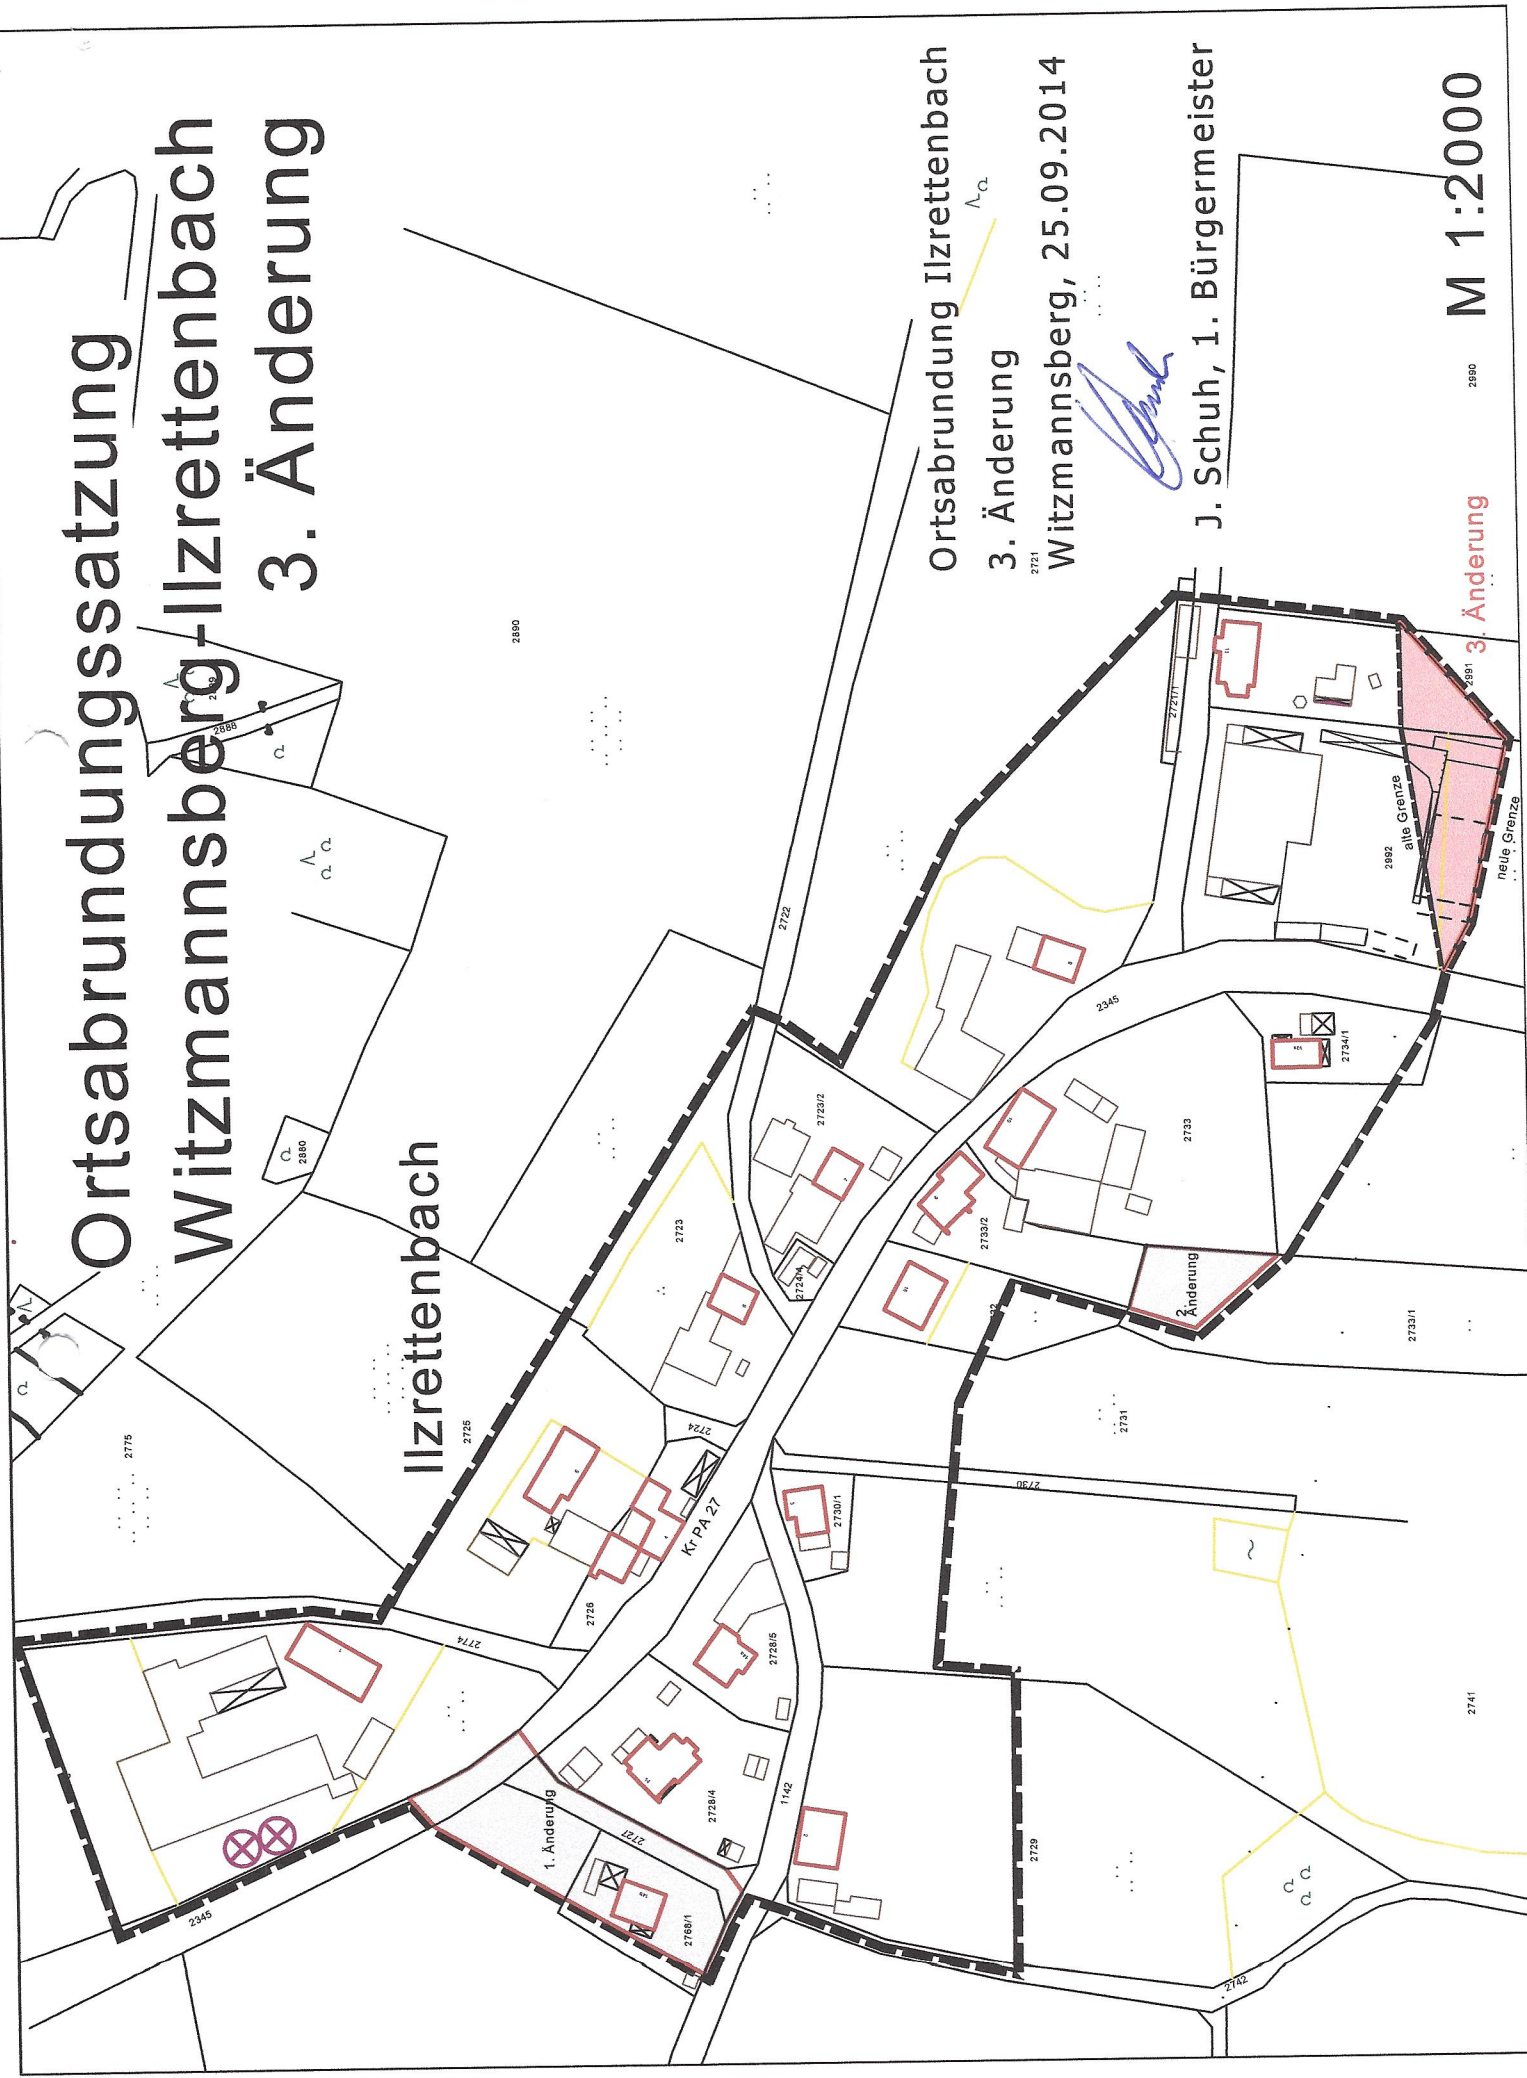 Ortsabrundungssatzung
Witzmannsberg-Ilzrettenbach
3. Änderung
Ilzrettenbach
Ortsabrundung Ilzrettenbach
3. Änderung
Witzmannsberg, 25.09.2014
J. Schuh, 1. Bürgermeister
M 1:2000
3. Änderung
alte Grenze
neue Grenze
2.
Änderung
1. Änderung
Kr PA 27
2775
2880
2888
2890
2725
2723
2722
2723/2
2724/4
2724
2726
2774
2345
2727
2768/1
2728/4
2728/5
1142
2729
2730/1
2730
2731
2741
2742
2733/1
2733/2
2733
2734/1
2345
2721/1
2721
2992
2991
2990